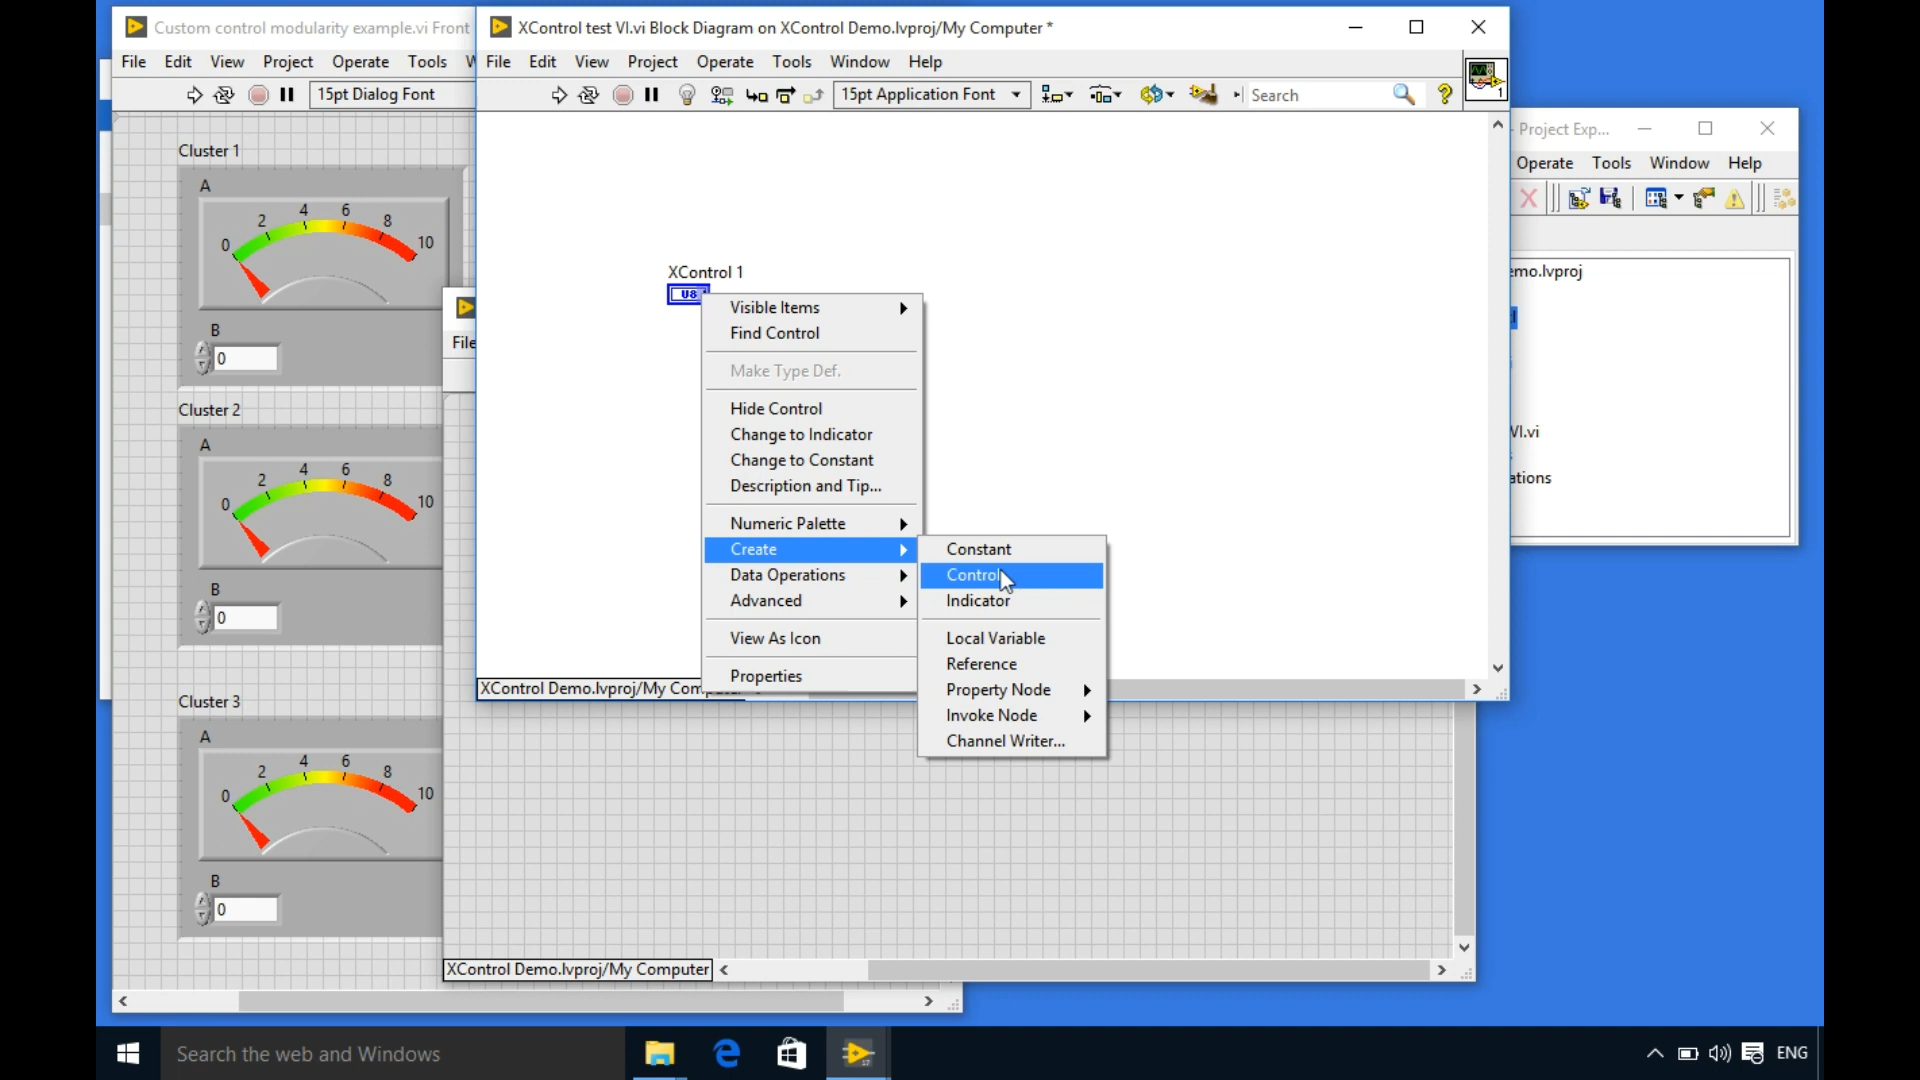 Custom control modularity example.vi Front
File Edit View Project Operate Tools
15pt Dialog Font
Cluster 1
A
0 2 4 6 8 10
B
0
Cluster 2
A
0 2 4 6 8 10
B
0
Cluster 3
A
0 2 4 6 8 10
B
0
File
XControl Demo.lvproj/My Computer
XControl test VI.vi Block Diagram on XControl Demo.lvproj/My Computer *
File Edit View Project Operate Tools Window Help
15pt Application Font
Search
1
XControl 1
U8
Visible Items
Find Control
Make Type Def.
Hide Control
Change to Indicator
Change to Constant
Description and Tip...
Numeric Palette
Create
Data Operations
Advanced
View As Icon
Properties
Constant
Control
Indicator
Local Variable
Reference
Property Node
Invoke Node
Channel Writer...
XControl Demo.lvproj/My
Project Exp...
Operate Tools Window Help
emo.lvproj
VI.vi
ations
Search the web and Windows
ENG